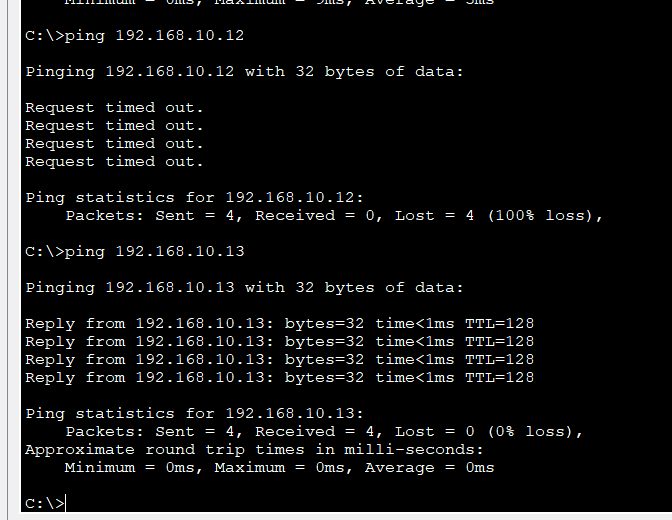 Minimum = 0ms, Maximum = 9ms, Average = 3ms
C:\>ping 192.168.10.12
Pinging 192.168.10.12 with 32 bytes of data:
Request timed out.
Request timed out.
Request timed out.
Request timed out.
Ping statistics for 192.168.10.12:
Packets: Sent = 4, Received = 0, Lost = 4 (100% loss),
C:\>ping 192.168.10.13
Pinging 192.168.10.13 with 32 bytes of data:
Reply from 192.168.10.13: bytes=32 time<1ms TTL=128
Reply from 192.168.10.13: bytes=32 time<1ms TTL=128
Reply from 192.168.10.13: bytes=32 time<1ms TTL=128
Reply from 192.168.10.13: bytes=32 time<1ms TTL=128
Ping statistics for 192.168.10.13:
Packets: Sent = 4, Received = 4, Lost = 0 (0% loss),
Approximate round trip times in milli-seconds:
Minimum = 0ms, Maximum = 0ms, Average = 0ms
C:\>